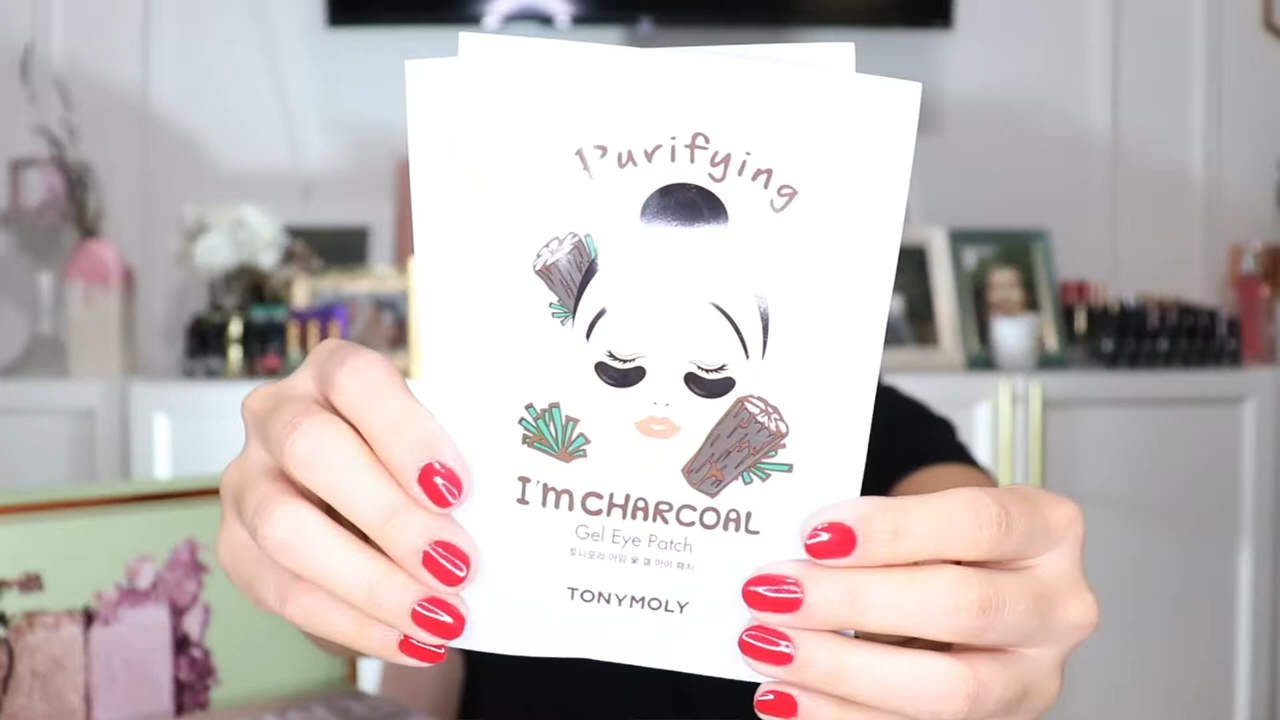 Purifying
I'm CHARCOAL
Gel Eye Patch
토니모리 아임 숯 겔 아이 패치
TONYMOLY